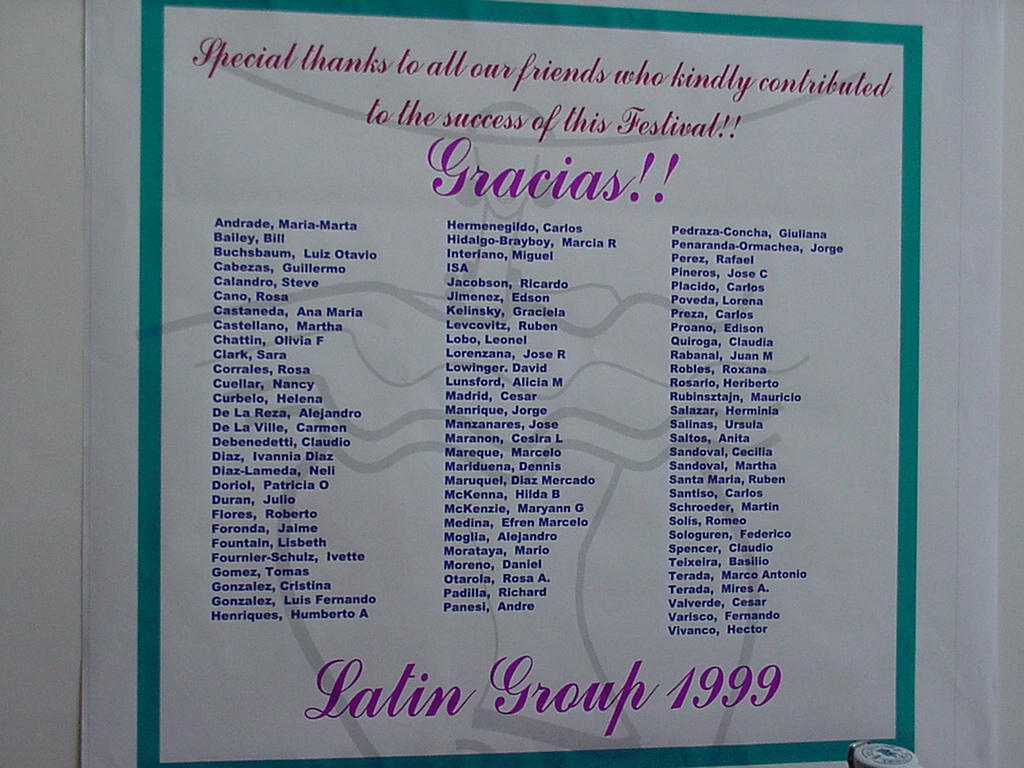 Special thanks to all our friends who kindly contributed
to the success of this Festival!!
Gracias!!
Andrade, Maria-Marta
Bailey, Bill
Buchsbaum, Luiz Otavio
Cabezas, Guillermo
Calandro, Steve
Cano, Rosa
Castaneda, Ana Maria
Castellano, Martha
Chattin, Olivia F
Clark, Sara
Corrales, Rosa
Cuellar, Nancy
Curbelo, Helena
De La Reza, Alejandro
De La Ville, Carmen
Debenedetti, Claudio
Diaz, Ivannia Diaz
Diaz-Lameda, Neli
Doriol, Patricia O
Duran, Julio
Flores, Roberto
Foronda, Jaime
Fountain, Lisbeth
Fournier-Schulz, Ivette
Gomez, Tomas
Gonzalez, Cristina
Gonzalez, Luis Fernando
Henriques, Humberto A
Hermenegildo, Carlos
Hidalgo-Brayboy, Marcia R
Interiano, Miguel
ISA
Jacobson, Ricardo
Jimenez, Edson
Kelinsky, Graciela
Levcovitz, Ruben
Lobo, Leonel
Lorenzana, Jose R
Lowinger. David
Lunsford, Alicia M
Madrid, Cesar
Manrique, Jorge
Manzanares, Jose
Maranon, Cesira L
Mareque, Marcelo
Mariduena, Dennis
Maruquel, Diaz Mercado
McKenna, Hilda B
McKenzie, Maryann G
Medina, Efren Marcelo
Moglia, Alejandro
Morataya, Mario
Moreno, Daniel
Otarola, Rosa A.
Padilla, Richard
Panesi, Andre
Pedraza-Concha, Giuliana
Penaranda-Ormachea, Jorge
Perez, Rafael
Pineros, Jose C
Placido, Carlos
Poveda, Lorena
Preza, Carlos
Proano, Edison
Quiroga, Claudia
Rabanal, Juan M
Robles, Roxana
Rosario, Heriberto
Rubinsztajn, Mauricio
Salazar, Herminia
Salinas, Ursula
Saltos, Anita
Sandoval, Cecilia
Sandoval, Martha
Santa Maria, Ruben
Santiso, Carlos
Schroeder, Martin
Solís, Romeo
Sologuren, Federico
Spencer, Claudio
Teixeira, Basilio
Terada, Marco Antonio
Terada, Mires A.
Valverde, Cesar
Varisco, Fernando
Vivanco, Hector
Latin Group 1999